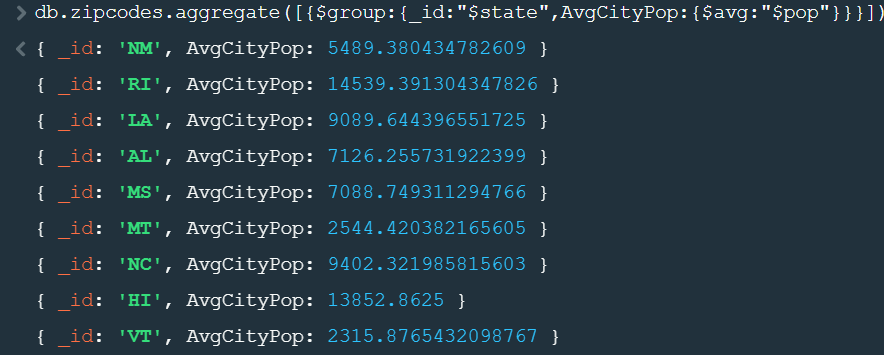 > db.zipcodes.aggregate([{$group:{_id:"$state",AvgCityPop:{$avg:"$pop"}}}])
< { _id: 'NM', AvgCityPop: 5489.380434782609 }
{ _id: 'RI', AvgCityPop: 14539.391304347826 }
{ _id: 'LA', AvgCityPop: 9089.644396551725 }
{ _id: 'AL', AvgCityPop: 7126.255731922399 }
{ _id: 'MS', AvgCityPop: 7088.749311294766 }
{ _id: 'MT', AvgCityPop: 2544.420382165605 }
{ _id: 'NC', AvgCityPop: 9402.321985815603 }
{ _id: 'HI', AvgCityPop: 13852.8625 }
{ _id: 'VT', AvgCityPop: 2315.8765432098767 }